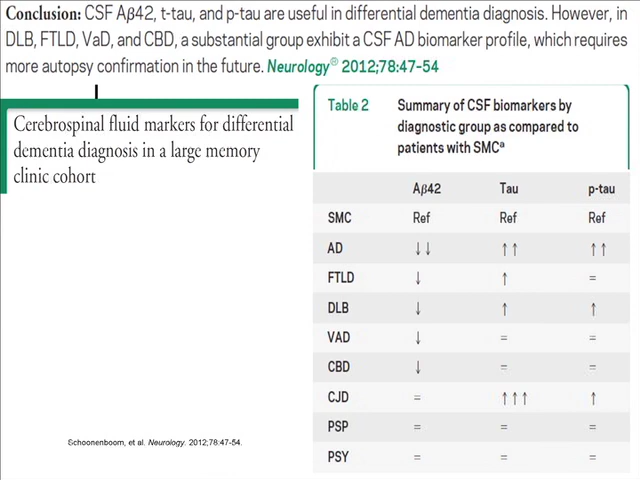 Conclusion: CSF Aβ42, t-tau, and p-tau are useful in differential dementia diagnosis. However, in
DLB, FTLD, VaD, and CBD, a substantial group exhibit a CSF AD biomarker profile, which requires
more autopsy confirmation in the future. Neurology® 2012;78:47-54
Cerebrospinal fluid markers for differential
dementia diagnosis in a large memory
clinic cohort
Table 2 Summary of CSF biomarkers by
diagnostic group as compared to
patients with SMCᵃ
Aβ42 Tau p-tau
SMC Ref Ref Ref
AD ↓↓ ↑↑ ↑↑
FTLD ↓ ↑ =
DLB ↓ ↑ ↑
VAD ↓ = =
CBD ↓ = =
CJD = ↑↑↑ ↑
PSP = = =
PSY = = =
Schoonenboom, et al. Neurology. 2012;78:47-54.